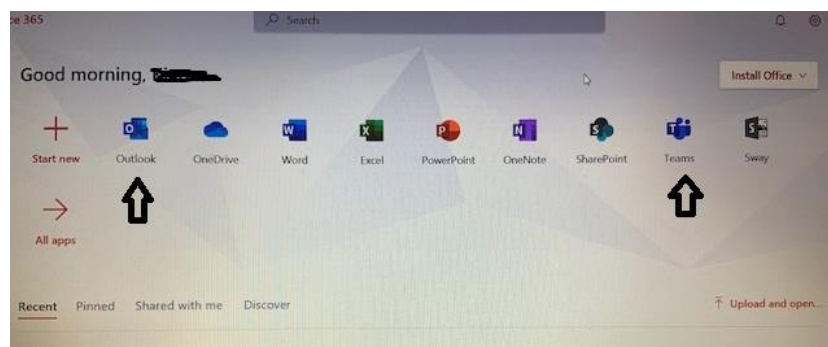 ce 365
Search
Good morning,
Install Office
Start new Outlook OneDrive Word Excel PowerPoint OneNote SharePoint Teams Sway
All apps
Recent Pinned Shared with me Discover
Upload and open...